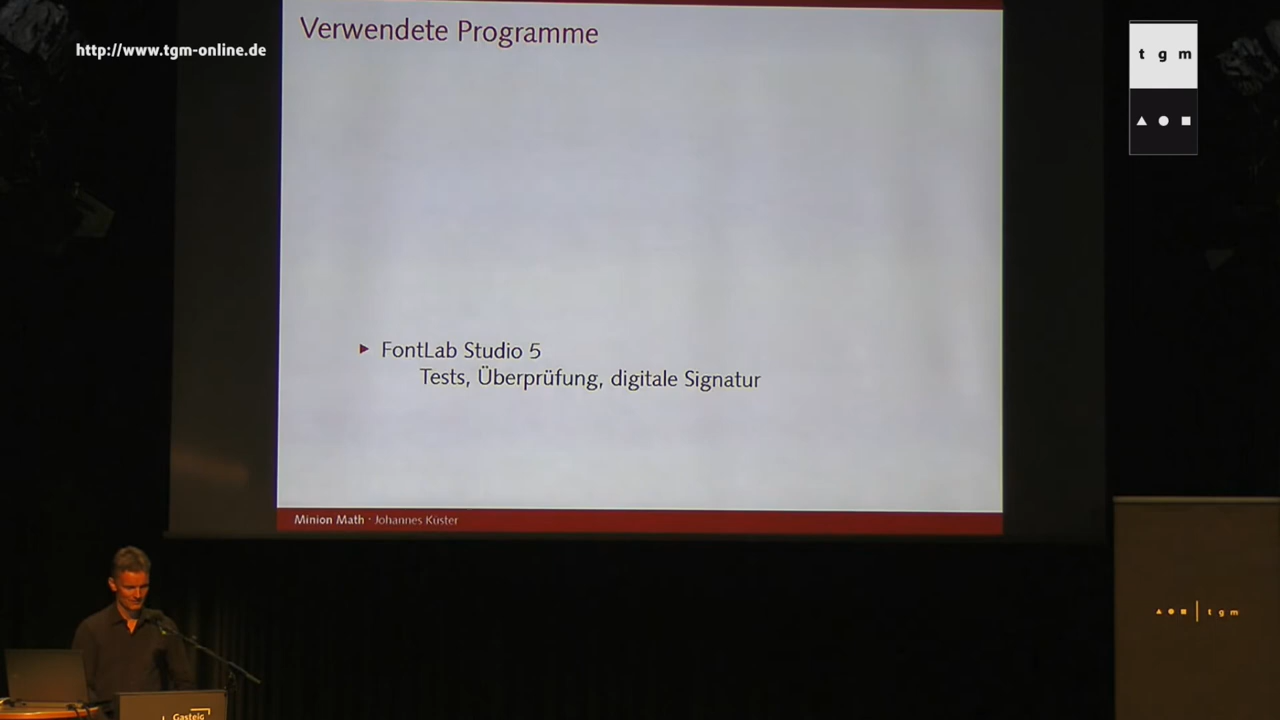 Verwendete Programme
http://www.tgm-online.de
t g m
FontLab Studio 5
Tests, Überprüfung, digitale Signatur
Minion Math · Johannes Küster
t g m
Gasteig